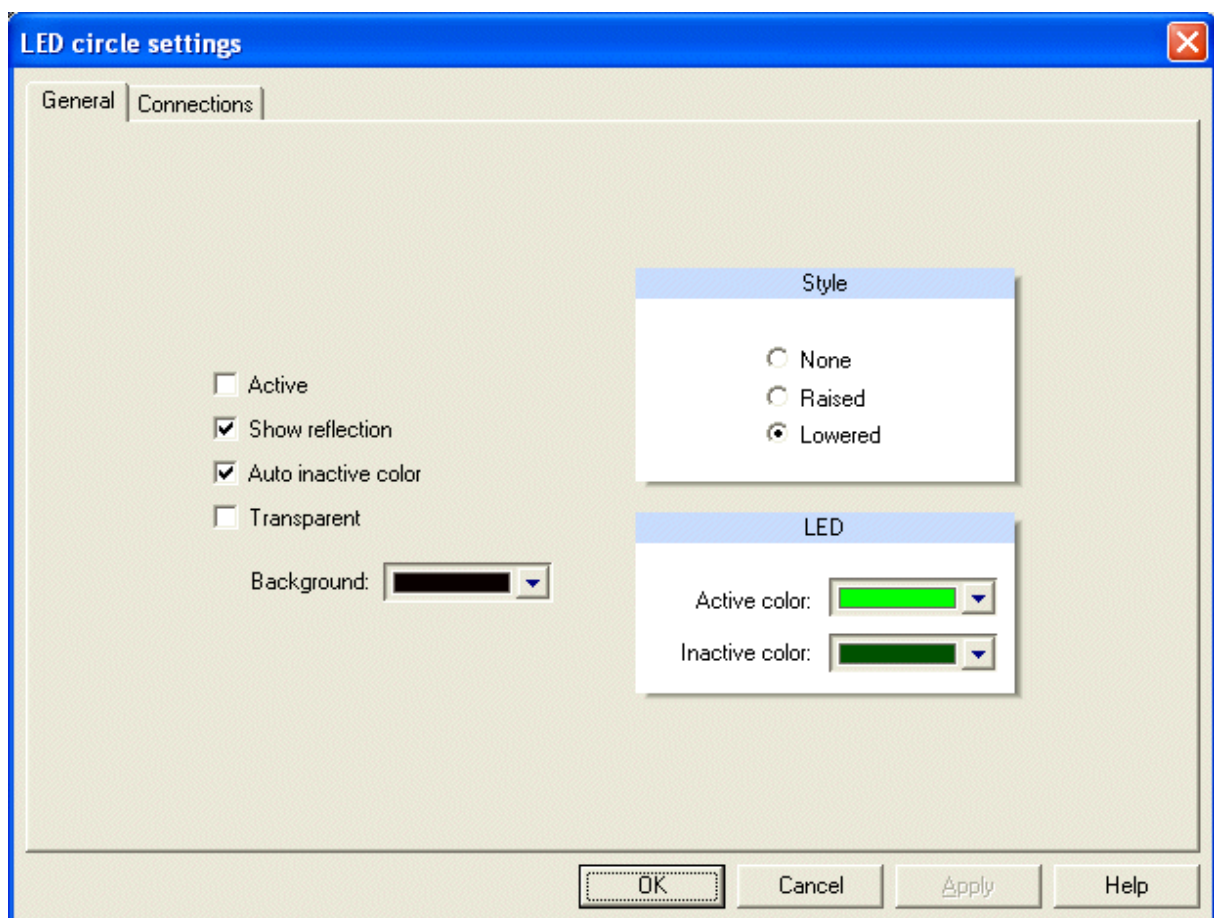 LED circle settings
General
Connections
Style
None
Raised
Lowered
Active
Show reflection
Auto inactive color
Transparent
Background:
LED
Active color:
Inactive color:
OK
Cancel
Apply
Help